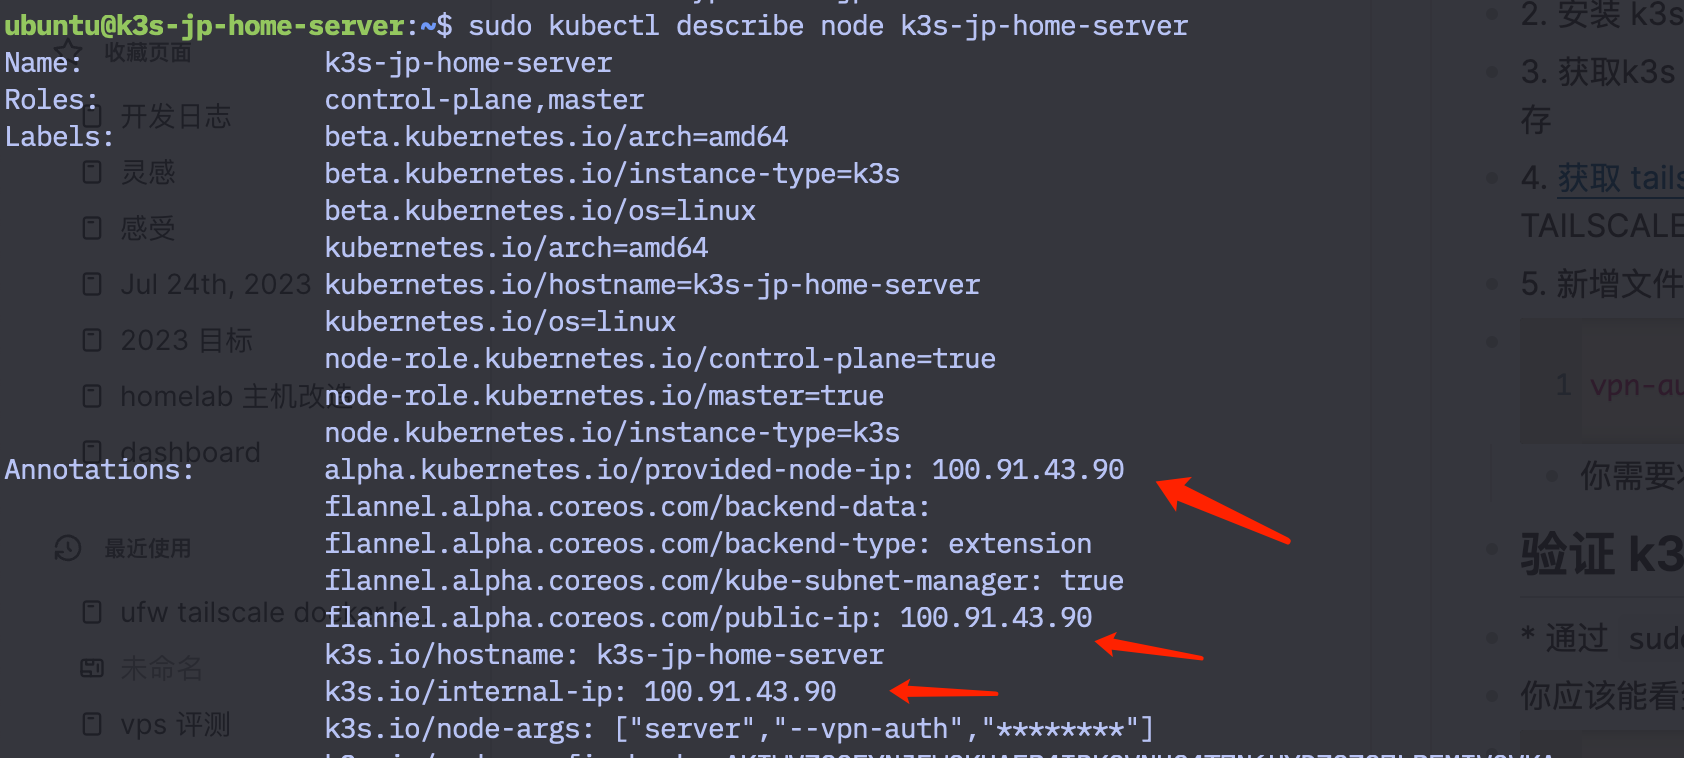 ubuntu@k3s-jp-home-server:~$ sudo kubectl describe node k3s-jp-home-server
Name: k3s-jp-home-server
Roles: control-plane,master
Labels: beta.kubernetes.io/arch=amd64
beta.kubernetes.io/instance-type=k3s
beta.kubernetes.io/os=linux
kubernetes.io/arch=amd64
kubernetes.io/hostname=k3s-jp-home-server
kubernetes.io/os=linux
node-role.kubernetes.io/control-plane=true
node-role.kubernetes.io/master=true
node.kubernetes.io/instance-type=k3s
Annotations: alpha.kubernetes.io/provided-node-ip: 100.91.43.90
flannel.alpha.coreos.com/backend-data:
flannel.alpha.coreos.com/backend-type: extension
flannel.alpha.coreos.com/kube-subnet-manager: true
flannel.alpha.coreos.com/public-ip: 100.91.43.90
k3s.io/hostname: k3s-jp-home-server
k3s.io/internal-ip: 100.91.43.90
k3s.io/node-args: ["server","--vpn-auth","********"]
收藏页面
开发日志
灵感
感受
Jul 24th, 2023
2023 目标
homelab 主机改造
dashboard
最近使用
ufw tailscale docker k
未命名
vps 评测
2. 安装 k3s
3. 获取k3s
存
4. 获取 tails
TAILSCALE
5. 新增文件
1 vpn-au
你需要
验证 k3
* 通过 sud
你应该能看